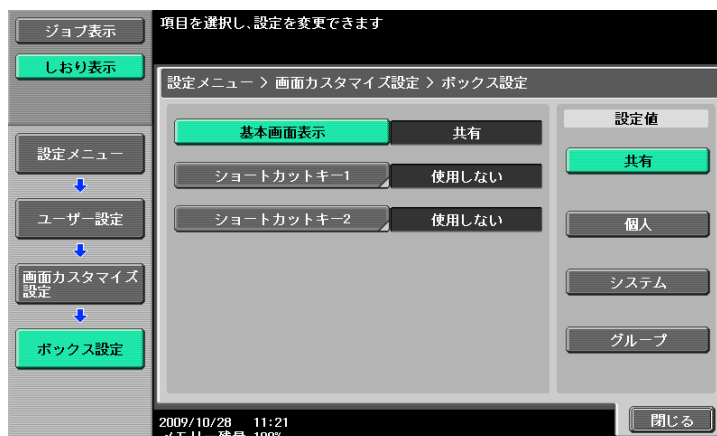 ジョブ表示
しおり表示
項目を選択し、設定を変更できます
設定メニュー > 画面カスタマイズ設定 > ボックス設定
設定メニュー
ユーザー設定
画面カスタマイズ
設定
ボックス設定
基本画面表示 共有
ショートカットキー1 使用しない
ショートカットキー2 使用しない
設定値
共有
個人
システム
グループ
2009/10/28 11:21
メモリー残量 100%
閉じる